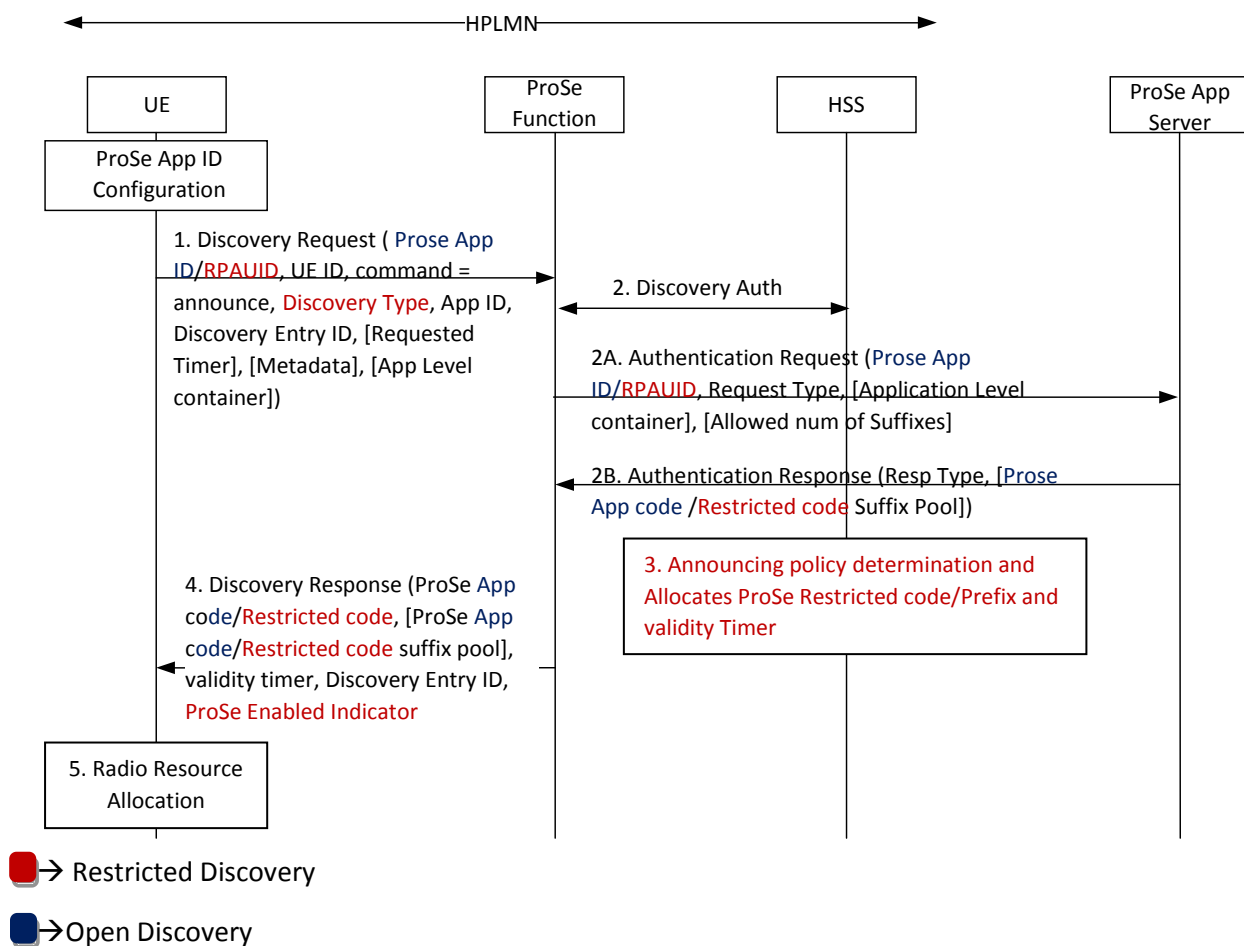 HPLMN
UE
ProSe
Function
HSS
ProSe App
Server
ProSe App ID
Configuration
1. Discovery Request ( Prose App
ID/RPAUID, UE ID, command =
announce, Discovery Type, App ID,
Discovery Entry ID, [Requested
Timer], [Metadata], [App Level
container])
2. Discovery Auth
2A. Authentication Request (Prose App
ID/RPAUID, Request Type, [Application Level
container], [Allowed num of Suffixes]
2B. Authentication Response (Resp Type, [Prose
App code /Restricted code Suffix Pool])
3. Announcing policy determination and
Allocates ProSe Restricted code/Prefix and
validity Timer
4. Discovery Response (ProSe App
code/Restricted code, [ProSe App
code/Restricted code suffix pool],
validity timer, Discovery Entry ID,
ProSe Enabled Indicator
5. Radio Resource
Allocation
→ Restricted Discovery
→Open Discovery